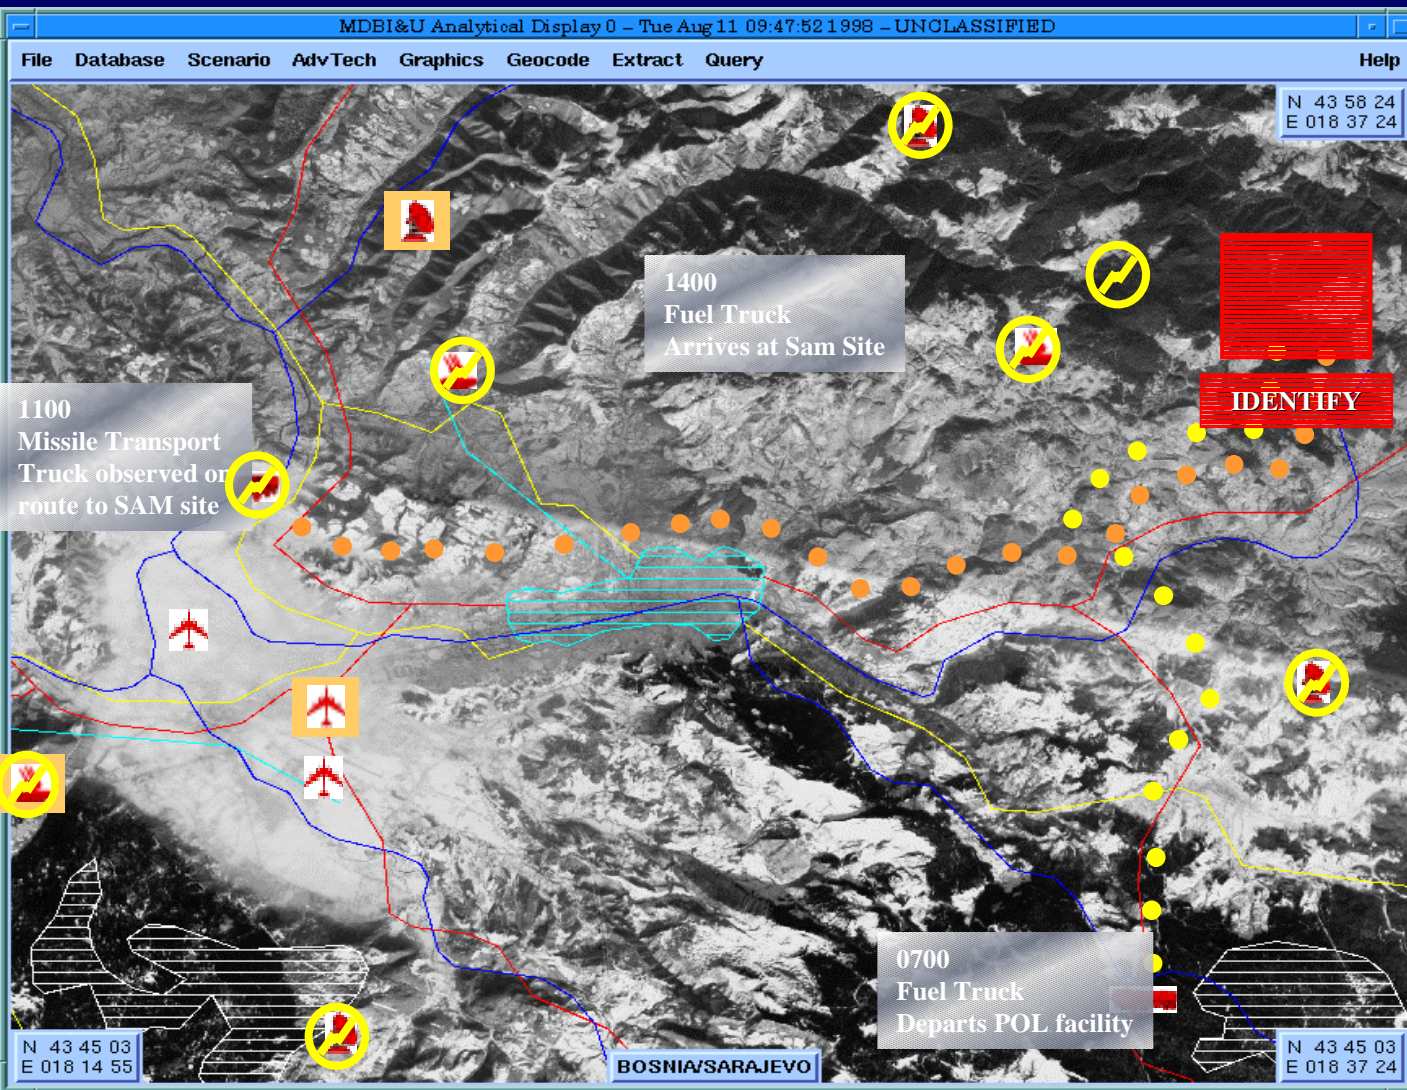 MDBI&U Analytical Display 0 – Tue Aug 11 09:47:52 1998 – UNCLASSIFIED
File Database Scenario AdvTech Graphics Geocode Extract Query Help
N 43 58 24
E 018 37 24
1400
Fuel Truck
Arrives at Sam Site
IDENTIFY
1100
Missile Transport
Truck observed on
route to SAM site
0700
Fuel Truck
Departs POL facility
N 43 45 03
E 018 14 55
BOSNIA/SARAJEVO
N 43 45 03
E 018 37 24